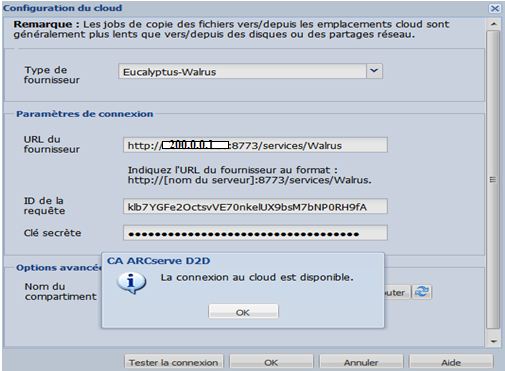 Configuration du cloud
Remarque : Les jobs de copie des fichiers vers/depuis les emplacements cloud sont
généralement plus lents que vers/depuis des disques ou des partages réseau.
Type de
fournisseur
Eucalyptus-Walrus
Paramètres de connexion
URL du
fournisseur
http://200.0.0.1:8773/services/Walrus
Indiquez l'URL du fournisseur au format :
http://[nom du serveur]:8773/services/Walrus.
ID de la
requête
klb7YGFe2OctsvVE70nkelUX9bsM7bNP0RH9fA
Clé secrète
CA ARCserve D2D
La connexion au cloud est disponible.
OK
Options avancée
Nom du
compartiment
outer
Tester la connexion
OK
Annuler
Aide